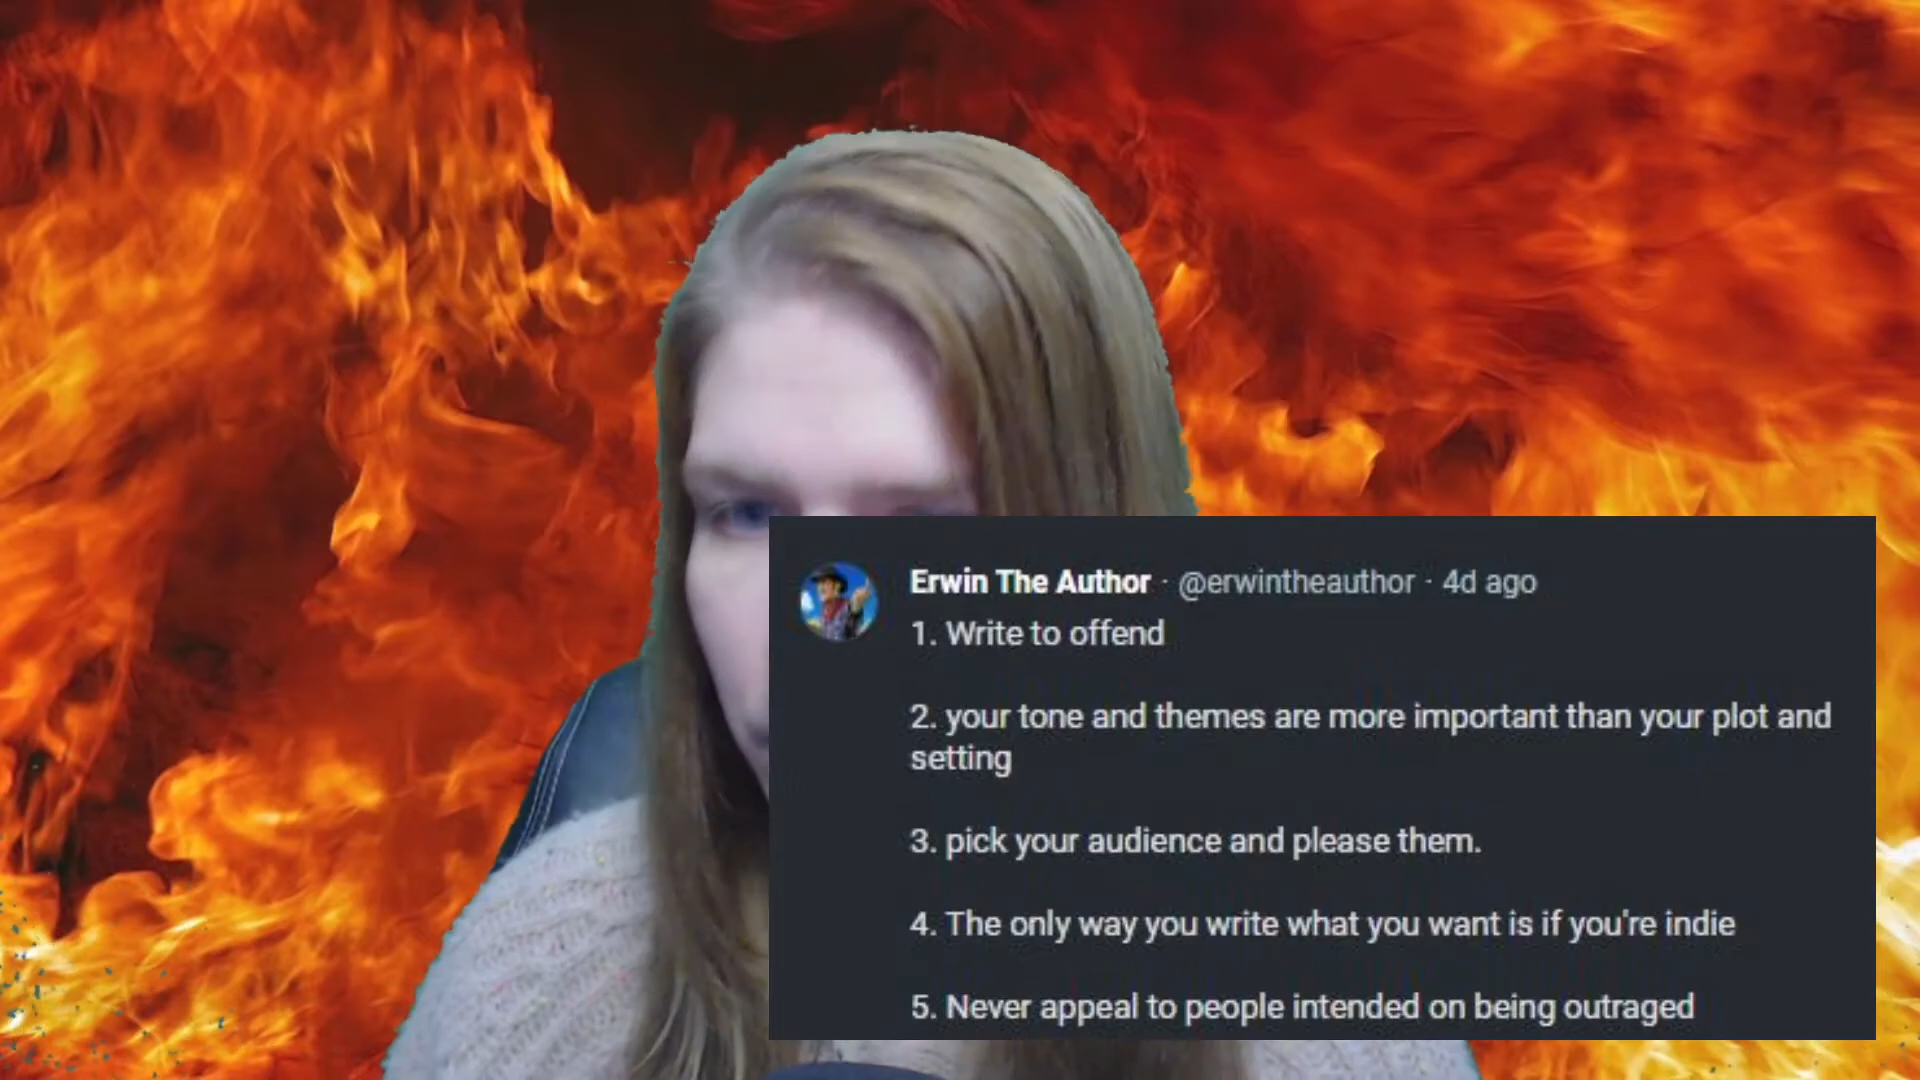 Erwin The Author · @erwintheauthor · 4d ago
1. Write to offend
2. your tone and themes are more important than your plot and
setting
3. pick your audience and please them.
4. The only way you write what you want is if you're indie
5. Never appeal to people intended on being outraged